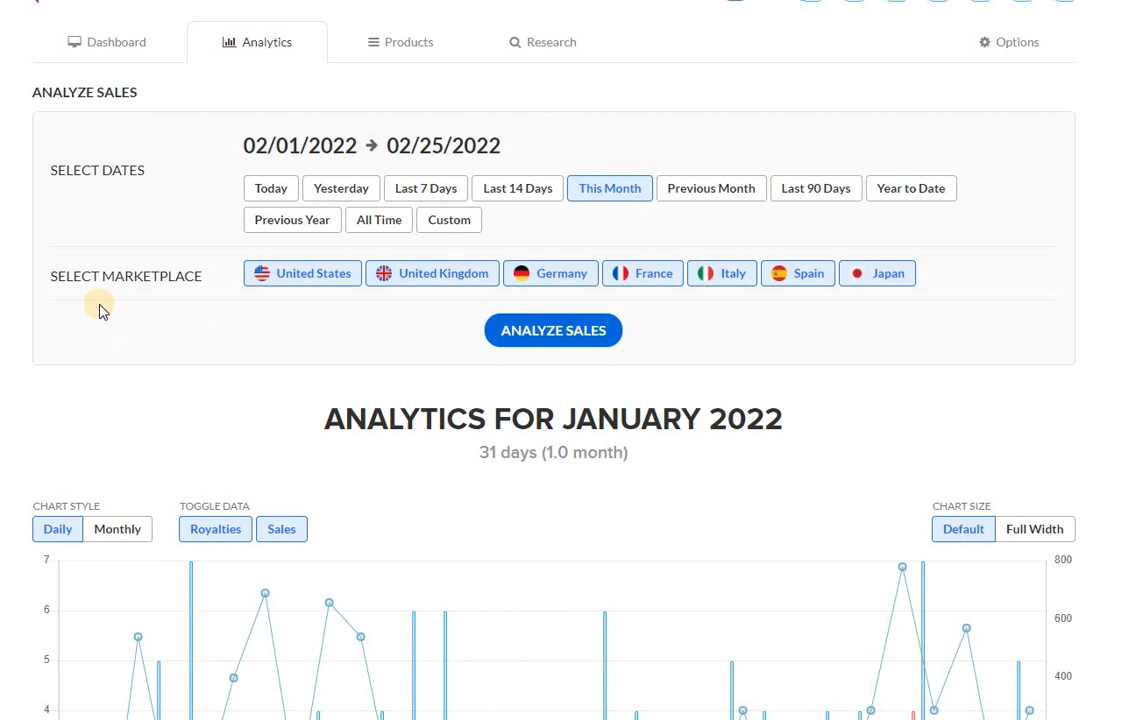 Dashboard Analytics Products Research Options
ANALYZE SALES
SELECT DATES
02/01/2022 → 02/25/2022
Today Yesterday Last 7 Days Last 14 Days This Month Previous Month Last 90 Days Year to Date
Previous Year All Time Custom
SELECT MARKETPLACE United States United Kingdom Germany France Italy Spain Japan
ANALYZE SALES
ANALYTICS FOR JANUARY 2022
31 days (1.0 month)
CHART STYLE TOGGLE DATA CHART SIZE
Daily Monthly Royalties Sales Default Full Width
7 800
6 600
5 400
4